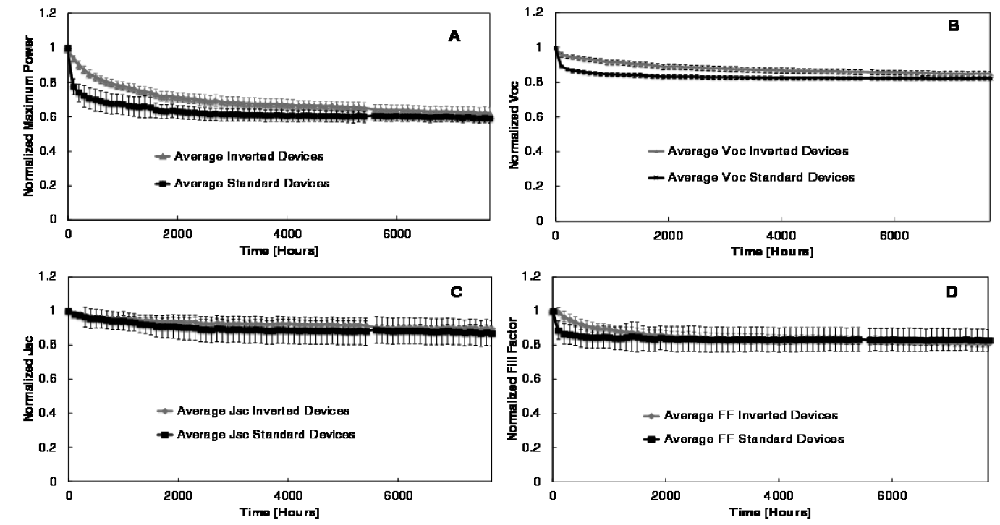 A
Normalized Maximum Power
1.2
1
0.8
0.6
0.4
0.2
0
Average Inverted Devices
Average Standard Devices
0 2000 4000 6000
Time [Hours]
B
Normalized Voc
1.2
1
0.8
0.6
0.4
0.2
0
Average Voc Inverted Devices
Average Voc Standard Devices
0 2000 4000 6000
Time [Hours]
C
Normalized Jsc
1.2
1
0.8
0.6
0.4
0.2
0
Average Jsc Inverted Devices
Average Jsc Standard Devices
0 2000 4000 6000
Time [Hours]
D
Normalized Fill Factor
1.2
1
0.8
0.6
0.4
0.2
0
Average FF Inverted Devices
Average FF Standard Devices
0 2000 4000 6000
Time [Hours]